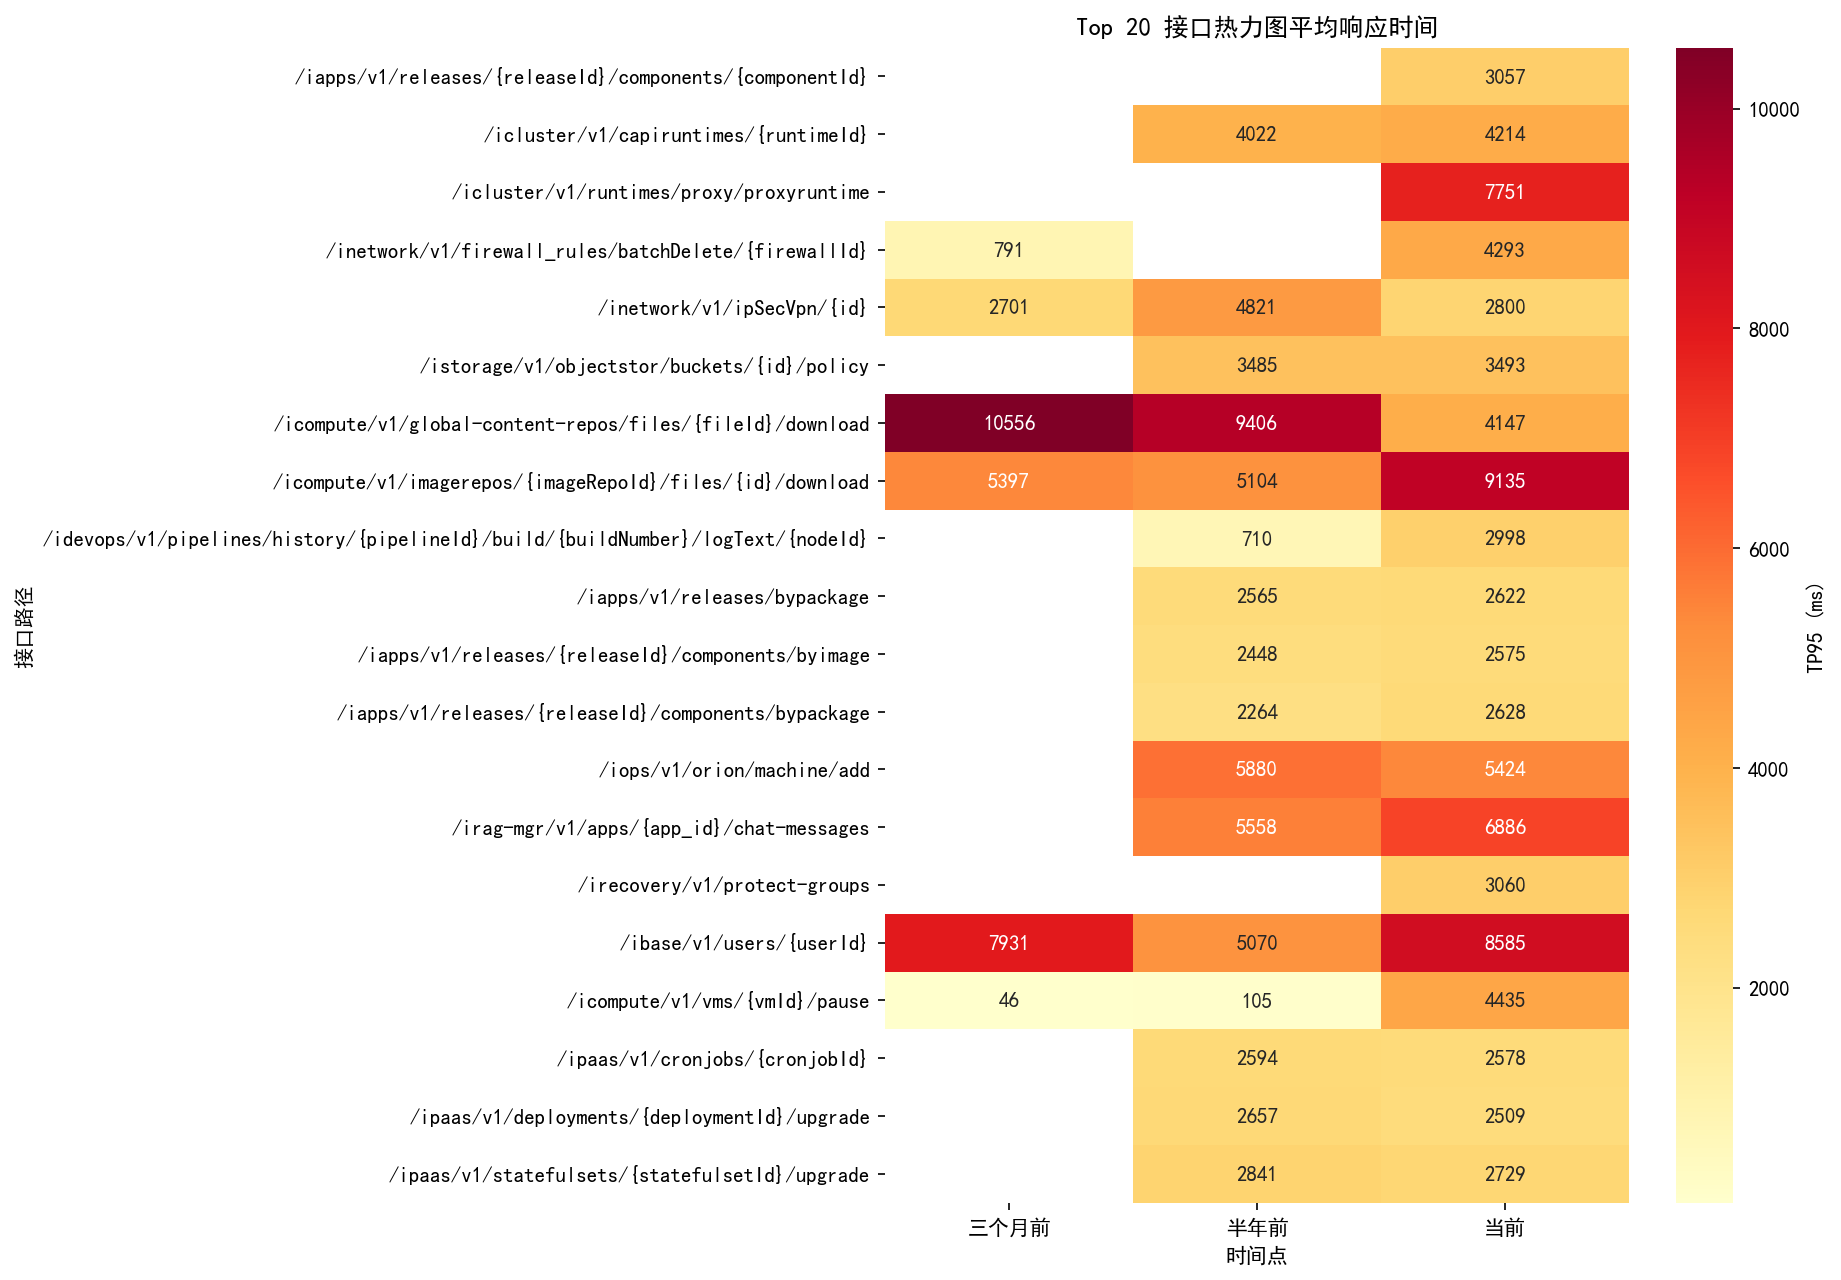 Top 20 接口热力图平均响应时间
/iapps/v1/releases/{releaseId}/components/{componentId} 3057
/icluster/v1/capiruntimes/{runtimeId} 4022 4214
/icluster/v1/runtimes/proxy/proxyruntime 7751
/inetwork/v1/firewall_rules/batchDelete/{firewallId} 791 4293
/inetwork/v1/ipSecVpn/{id} 2701 4821 2800
/istorage/v1/objectstor/buckets/{id}/policy 3485 3493
/icompute/v1/global-content-repos/files/{fileId}/download 10556 9406 4147
/icompute/v1/imagerepos/{imageRepoId}/files/{id}/download 5397 5104 9135
/idevops/v1/pipelines/history/{pipelineId}/build/{buildNumber}/logText/{nodeId} 710 2998
/iapps/v1/releases/bypackage 2565 2622
/iapps/v1/releases/{releaseId}/components/byimage 2448 2575
/iapps/v1/releases/{releaseId}/components/bypackage 2264 2628
/iops/v1/orion/machine/add 5880 5424
/irag-mgr/v1/apps/{app_id}/chat-messages 5558 6886
/irecovery/v1/protect-groups 3060
/ibase/v1/users/{userId} 7931 5070 8585
/icompute/v1/vms/{vmId}/pause 46 105 4435
/ipaas/v1/cronjobs/{cronjobId} 2594 2578
/ipaas/v1/deployments/{deploymentId}/upgrade 2657 2509
/ipaas/v1/statefulsets/{statefulsetId}/upgrade 2841 2729
三个月前 半年前 当前
时间点
接口路径
10000
8000
6000
4000
2000
TP95 (ms)